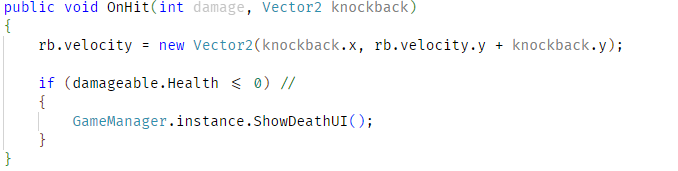 public void OnHit(int damage, Vector2 knockback)
{
rb.velocity = new Vector2(knockback.x, rb.velocity.y + knockback.y);
if (damageable.Health <= 0) //
{
GameManager.instance.ShowDeathUI();
}
}